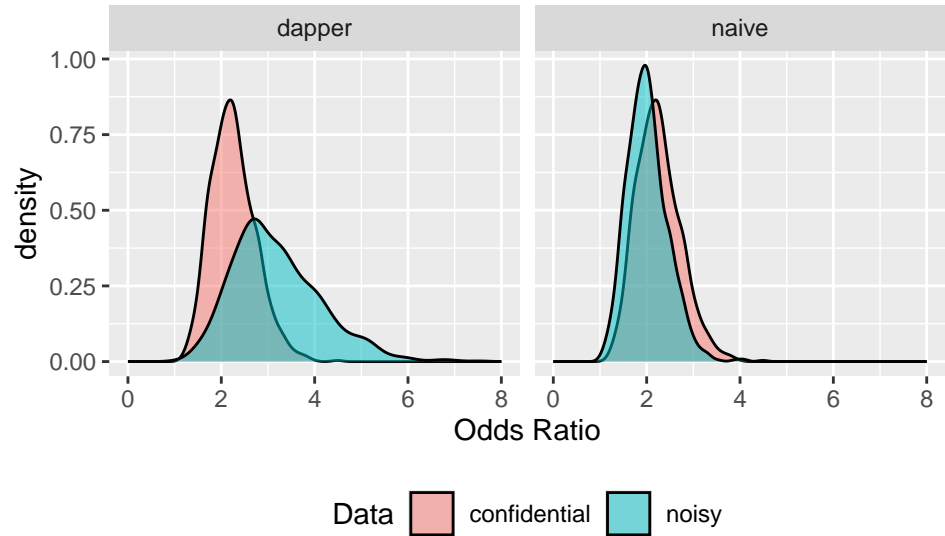 dapper naive
1.00
0.75
0.50
0.25
0.00
density
0 2 4 6 8 0 2 4 6 8
Odds Ratio
Data confidential noisy